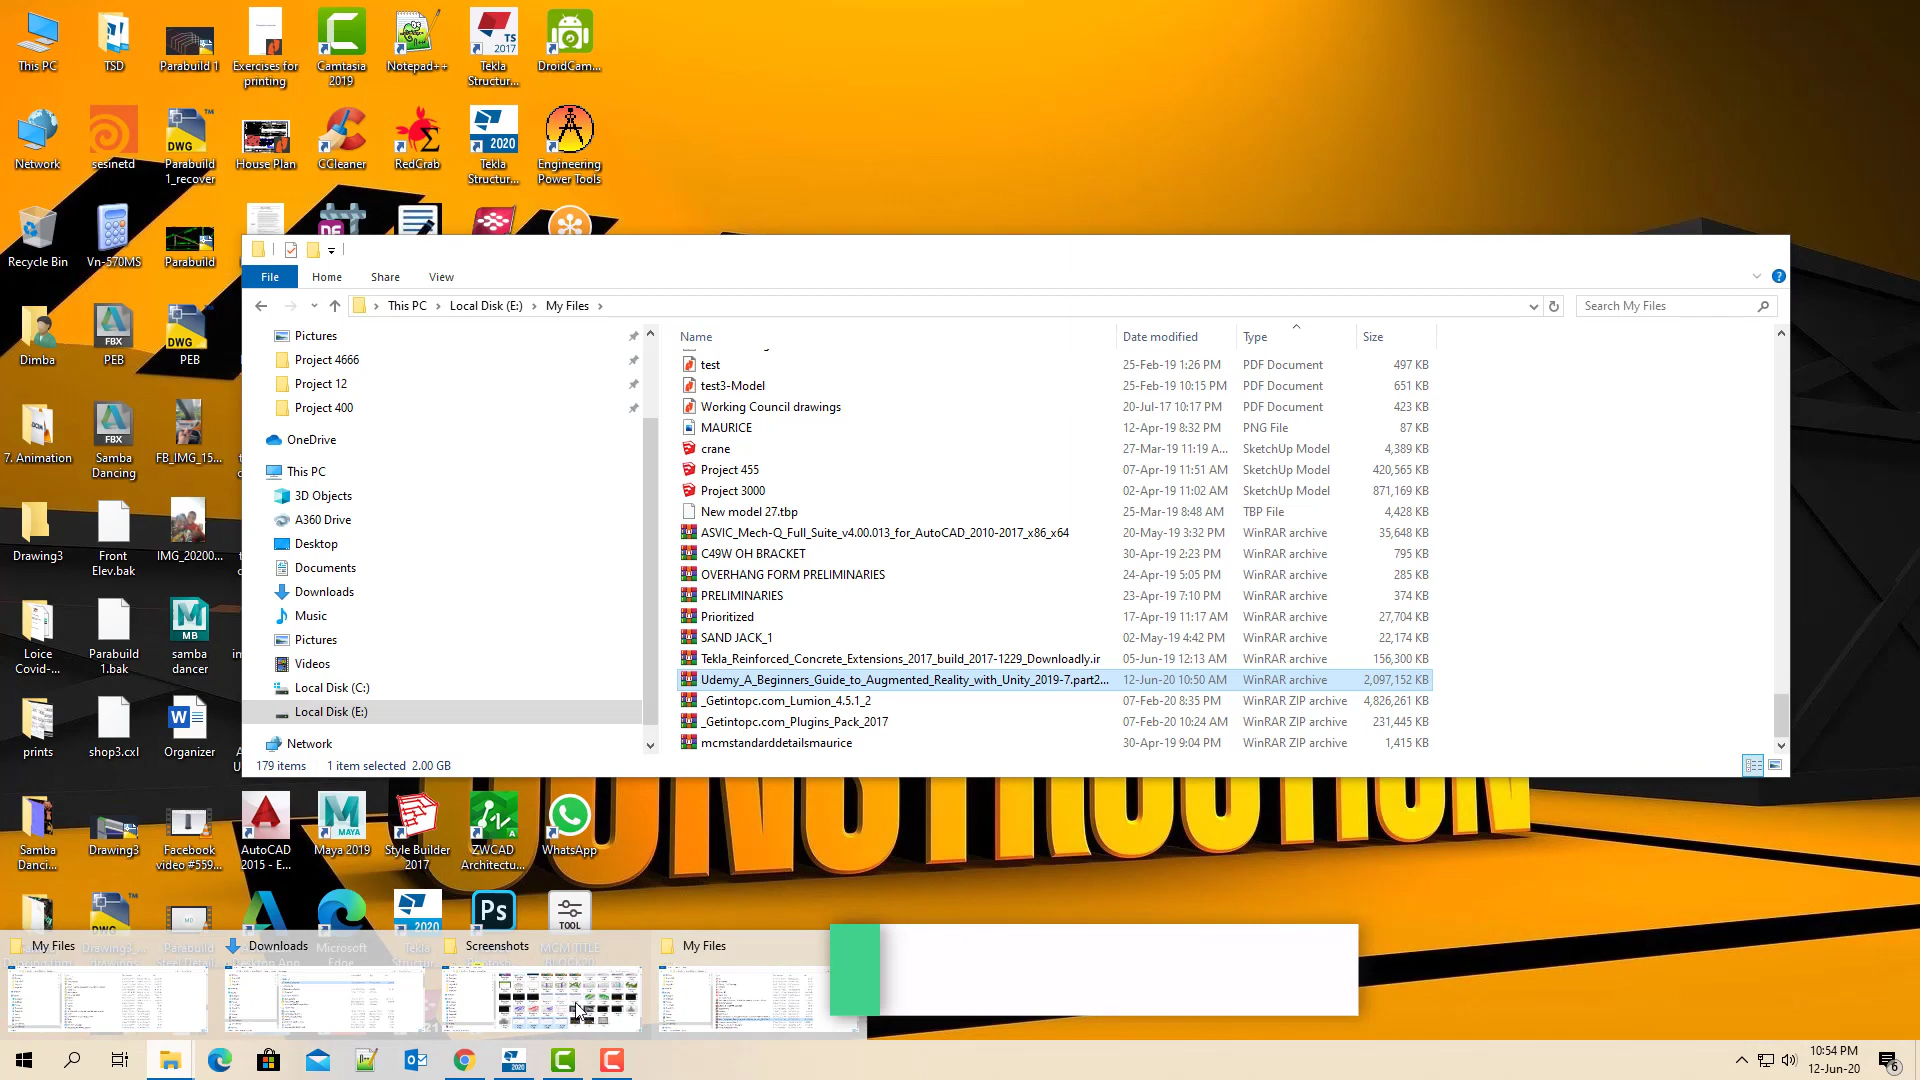 This PC
TSD
Parabuild 1
Exercises for
printing
Camtasia
2019
Notepad++
TS
2017
Tekla
Structur...
DroidCam...
Network
sesinetd
DWG
Parabuild
1_recover
House Plan
CCleaner
RedGrab
2020
Tekla
Structur...
Engineering
Power Tools
Recycle Bin
Vn-570MS
Parabuild
DE
File
Home
Share
View
This PC
Local Disk (E:)
My Files
Search My Files
Dimba
FBX
PEB
DWG
PEB
7. Animation
FBX
Samba
Dancing
FB_IMG_15...
Drawing3
Front
Elev.bak
IMG_20200...
Loice
Covid-...
Parabuild
1.bak
MB
samba
dancer
prints
shop3.cxl
Organizer
Pictures
Project 4666
Project 12
Project 400
OneDrive
This PC
3D Objects
A360 Drive
Desktop
Documents
Downloads
Music
Pictures
Videos
Local Disk (C:)
Local Disk (E:)
Network
Name Date modified Type Size
test 25-Feb-19 1:26 PM PDF Document 497 KB
test3-Model 25-Feb-19 10:15 PM PDF Document 651 KB
Working Council drawings 20-Jul-17 10:17 PM PDF Document 423 KB
MAURICE 12-Apr-19 8:32 PM PNG File 87 KB
crane 27-Mar-19 11:19 A... SketchUp Model 4,389 KB
Project 455 07-Apr-19 11:51 AM SketchUp Model 420,565 KB
Project 3000 02-Apr-19 11:02 AM SketchUp Model 871,169 KB
New model 27.tbp 25-Mar-19 8:48 AM TBP File 4,428 KB
ASVIC_Mech-Q_Full_Suite_v4.00.013_for_AutoCAD_2010-2017_x86_x64 20-May-19 3:32 PM WinRAR archive 35,648 KB
C49W OH BRACKET 30-Apr-19 2:23 PM WinRAR archive 795 KB
OVERHANG FORM PRELIMINARIES 24-Apr-19 5:05 PM WinRAR archive 285 KB
PRELIMINARIES 23-Apr-19 7:10 PM WinRAR archive 374 KB
Prioritized 17-Apr-19 11:17 AM WinRAR archive 27,704 KB
SAND JACK_1 02-May-19 4:42 PM WinRAR archive 22,174 KB
Tekla_Reinforced_Concrete_Extensions_2017_build_2017-1229_Downloadly.ir 05-Jun-19 12:13 AM WinRAR archive 156,300 KB
Udemy_A_Beginners_Guide_to_Augmented_Reality_with_Unity_2019-7.part2... 12-Jun-20 10:50 AM WinRAR archive 2,097,152 KB
_Getintopc.com_Lumion_4.5.1_2 07-Feb-20 8:35 PM WinRAR ZIP archive 4,826,261 KB
_Getintopc.com_Plugins_Pack_2017 07-Feb-20 10:24 AM WinRAR ZIP archive 231,445 KB
mcmstandarddetailsmaurice 30-Apr-19 9:04 PM WinRAR ZIP archive 1,415 KB
179 items 1 item selected 2.00 GB
Samba
Danci...
Drawing3
Facebook
video #559...
AutoCAD
2015 - E...
MAYA
Maya 2019
Style Builder
2017
ZWCAD
Architectu...
WhatsApp
DWG
2020
Ps
TOOL
My Files
Downloads
Screenshots
My Files
Microsoft
Edge
2020
10:54 PM
12-Jun-20
6